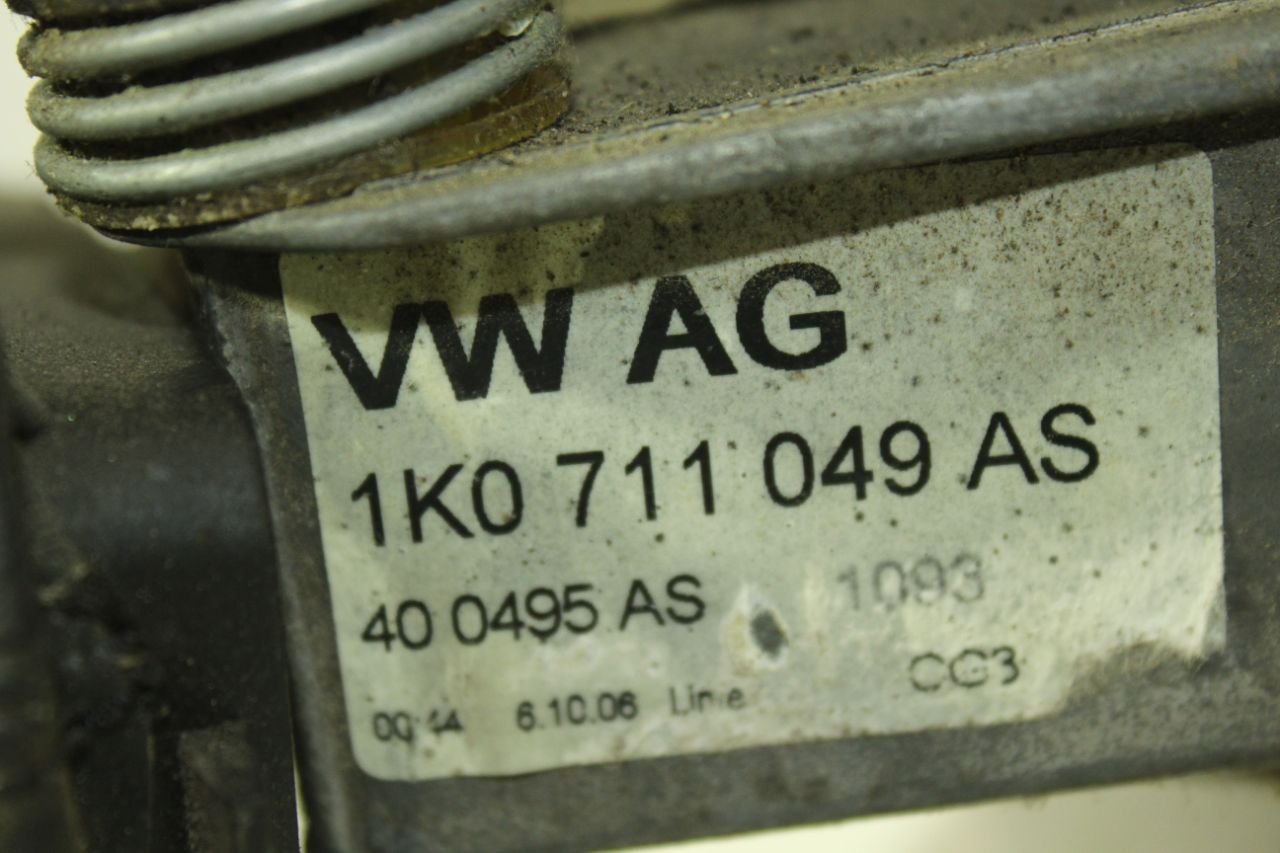 VW AG
1K0 711 049 AS
40 0495 AS 1093
6.10.06 CG3